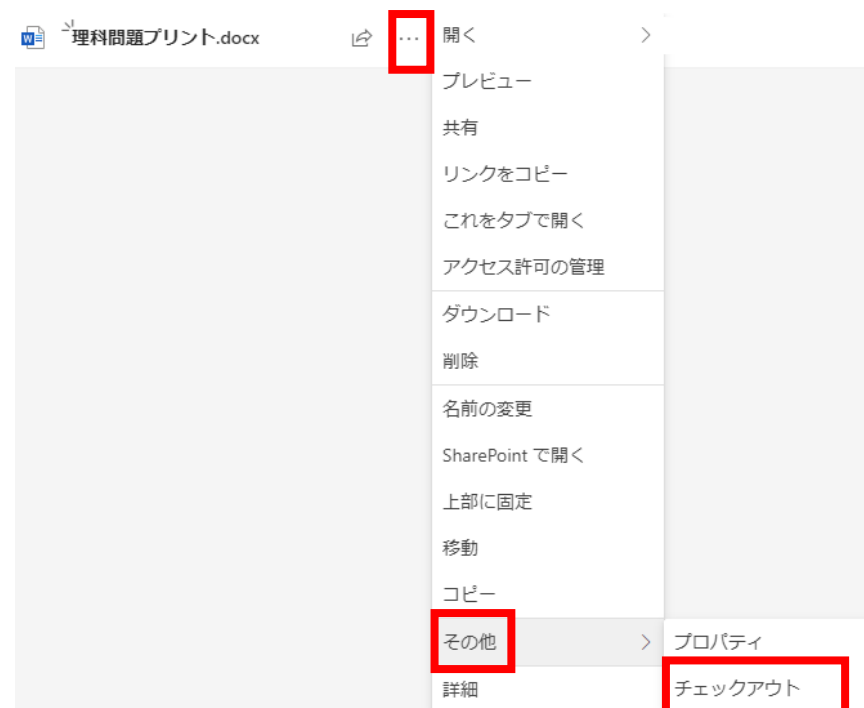 理科問題プリント.docx
開く
プレビュー
共有
リンクをコピー
これをタブで開く
アクセス許可の管理
ダウンロード
削除
名前の変更
SharePoint で開く
上部に固定
移動
コピー
その他
プロパティ
詳細
チェックアウト